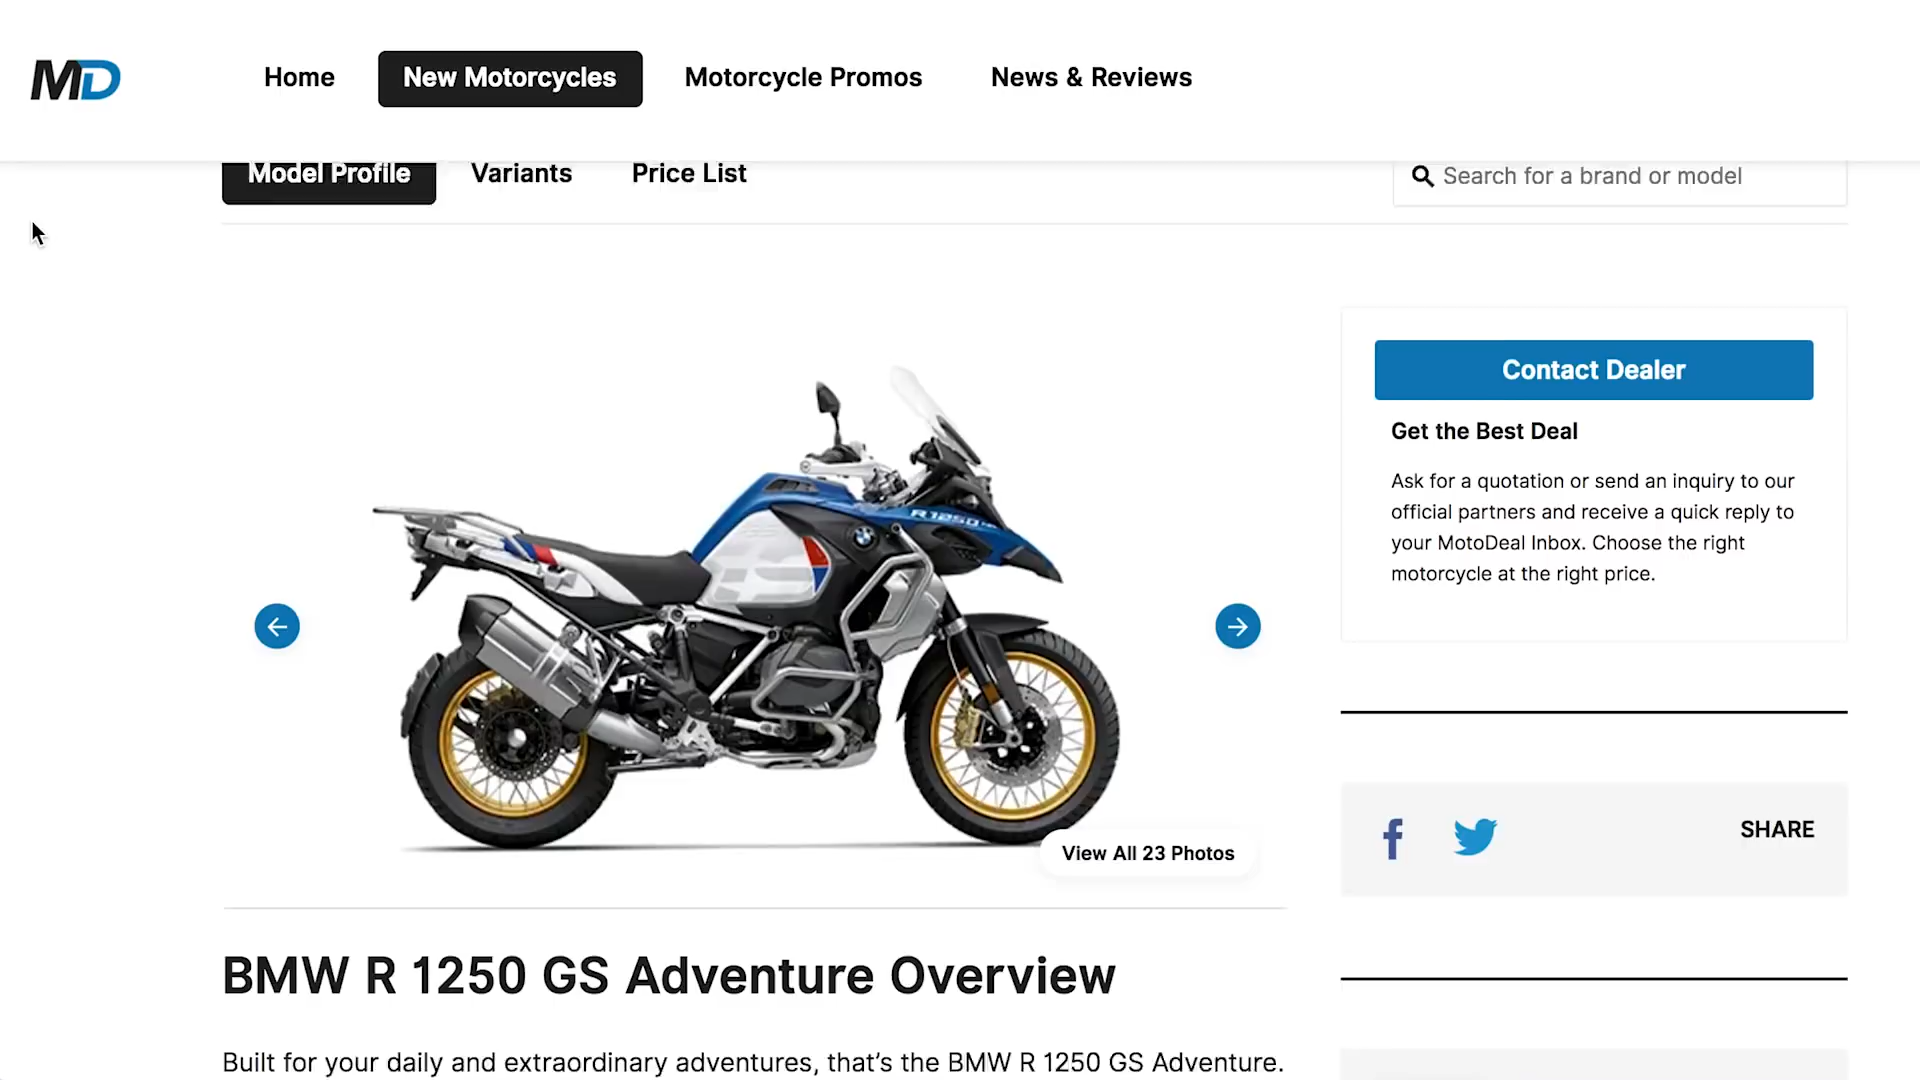 MD
Home
New Motorcycles
Motorcycle Promos
News & Reviews
Model Profile
Variants
Price List
Search for a brand or model
R 1250
Contact Dealer
Get the Best Deal
Ask for a quotation or send an inquiry to our
official partners and receive a quick reply to
your MotoDeal Inbox. Choose the right
motorcycle at the right price.
View All 23 Photos
SHARE
BMW R 1250 GS Adventure Overview
Built for your daily and extraordinary adventures, that's the BMW R 1250 GS Adventure.